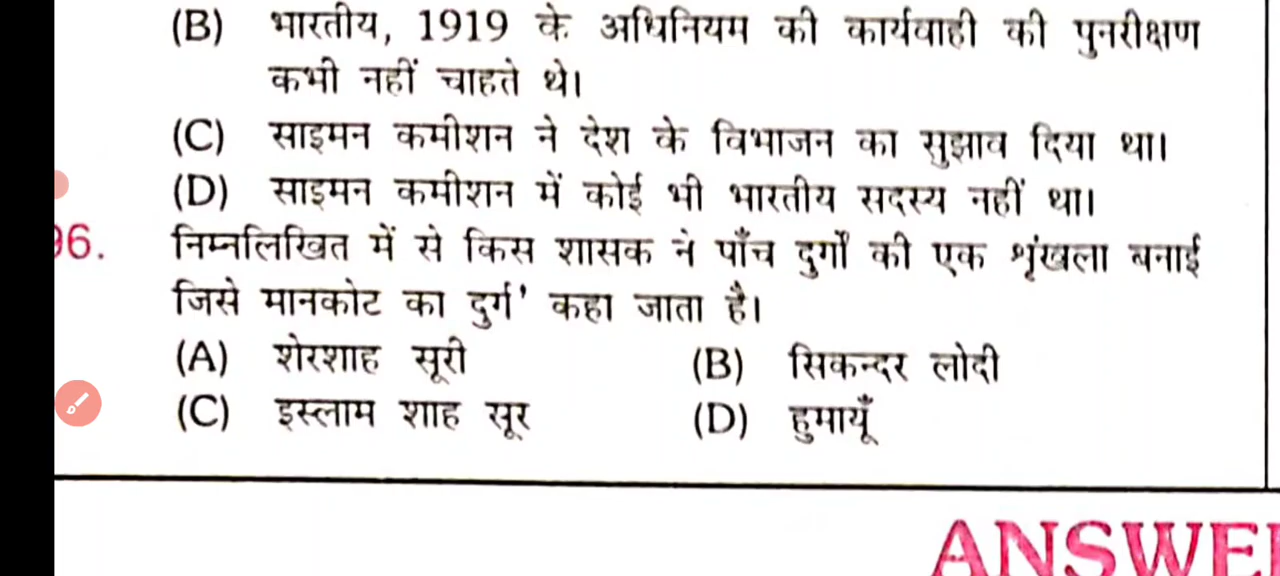 (B) भारतीय, 1919 के अधिनियम की कार्यवाही की पुनरीक्षण
कभी नहीं चाहते थे।
(C) साइमन कमीशन ने देश के विभाजन का सुझाव दिया था।
(D) साइमन कमीशन में कोई भी भारतीय सदस्य नहीं था।
96. निम्नलिखित में से किस शासक ने पाँच दुर्गों की एक शृंखला बनाई
जिसे मानकोट का दुर्ग' कहा जाता है।
(A) शेरशाह सूरी (B) सिकन्दर लोदी
(C) इस्लाम शाह सूर (D) हुमायूँ